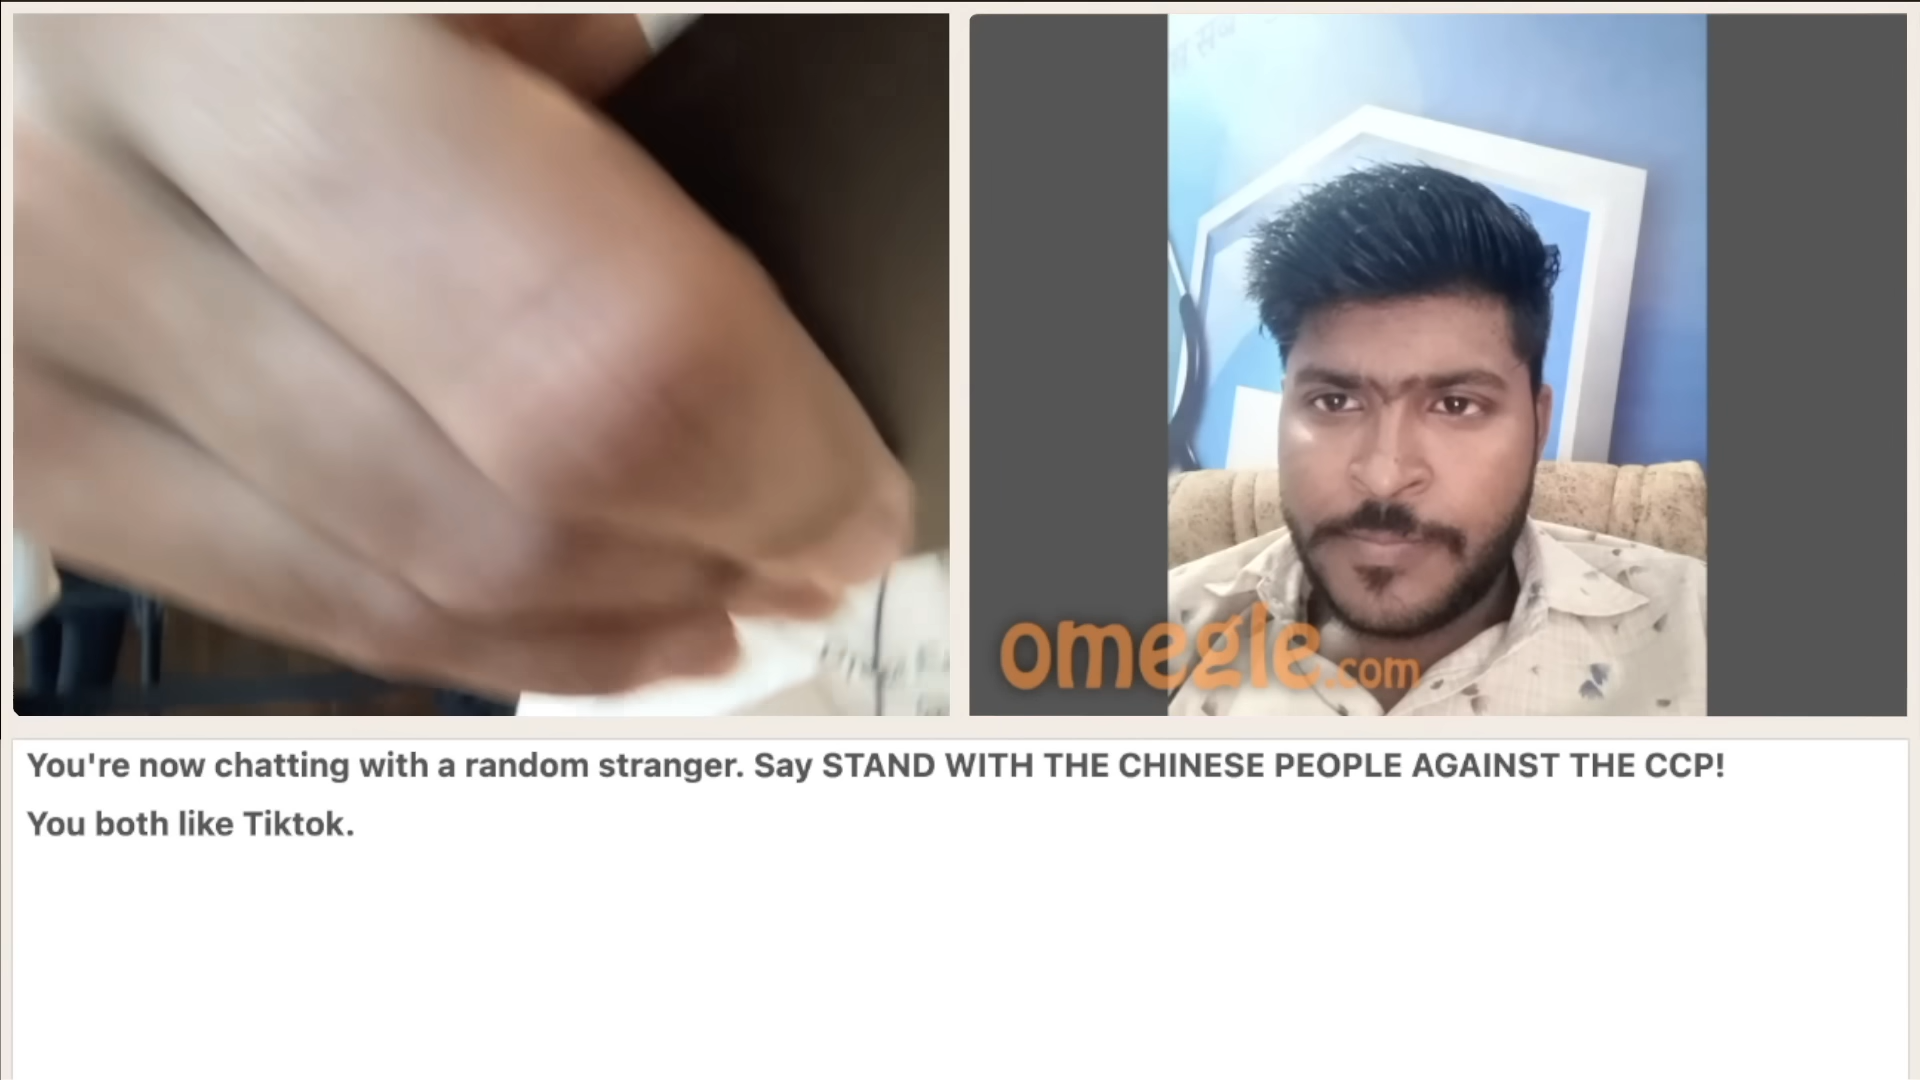 omegle.com
You're now chatting with a random stranger. Say STAND WITH THE CHINESE PEOPLE AGAINST THE CCP!
You both like Tiktok.